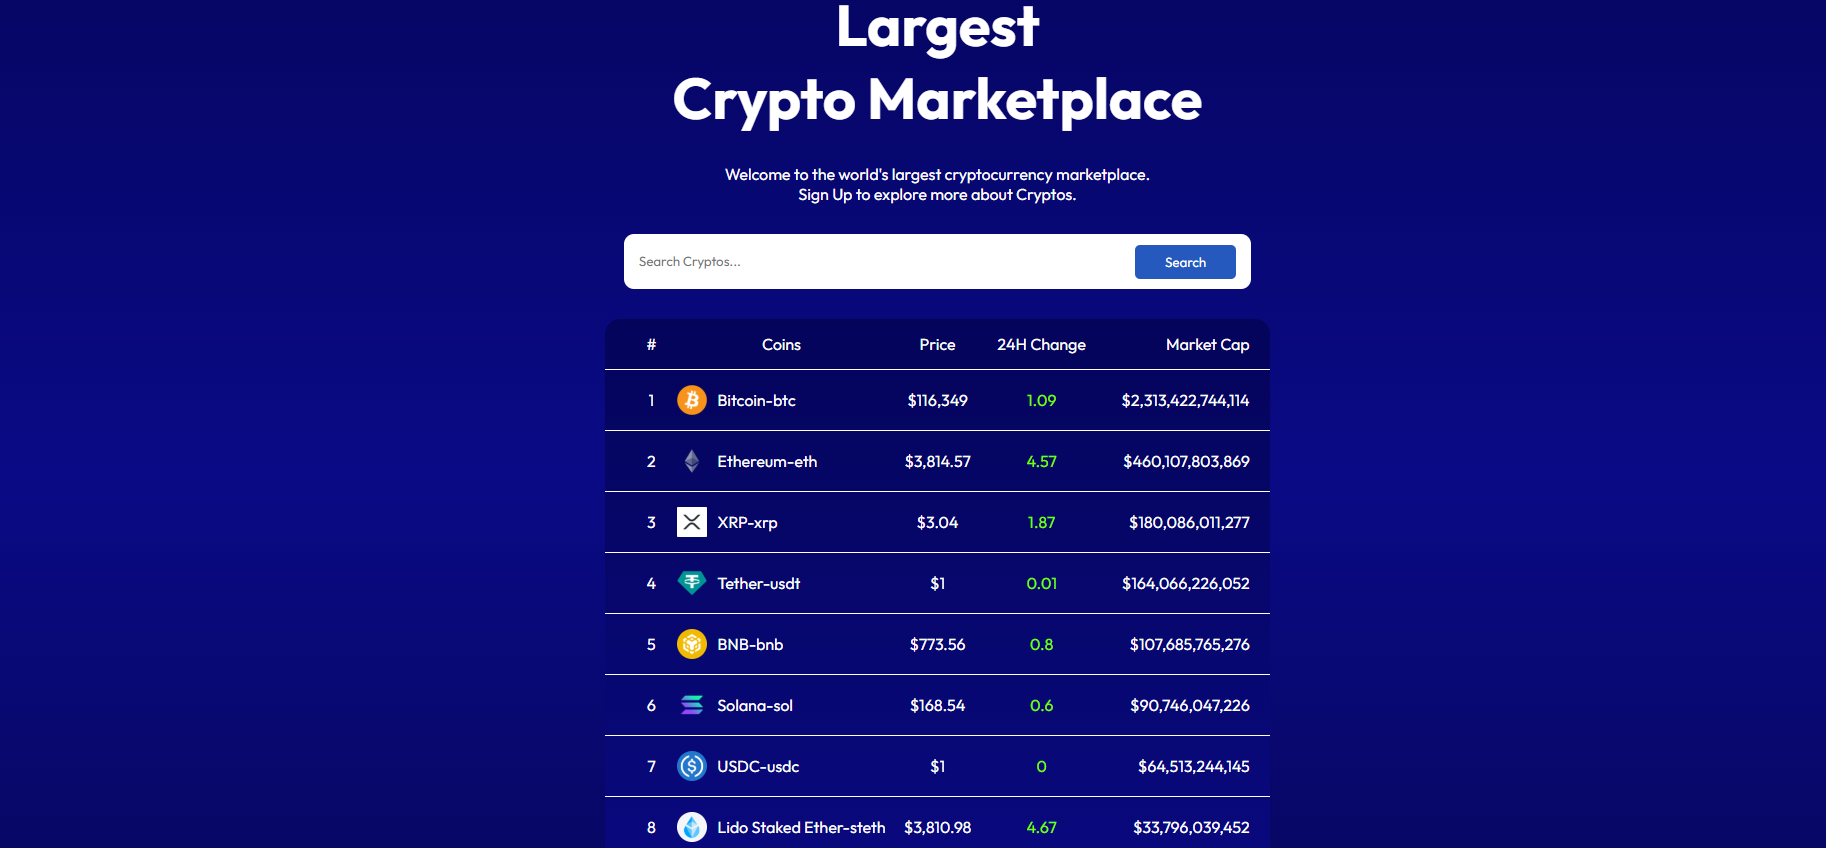 Largest
Crypto Marketplace
Welcome to the world's largest cryptocurrency marketplace.
Sign Up to explore more about Cryptos.
Search Cryptos... Search
# Coins Price 24H Change Market Cap
1 Bitcoin-btc $116,349 1.09 $2,313,422,744,114
2 Ethereum-eth $3,814.57 4.57 $460,107,803,869
3 XRP-xrp $3.04 1.87 $180,086,011,277
4 Tether-usdt $1 0.01 $164,066,226,052
5 BNB-bnb $773.56 0.8 $107,685,765,276
6 Solana-sol $168.54 0.6 $90,746,047,226
7 USDC-usdc $1 0 $64,513,244,145
8 Lido Staked Ether-steth $3,810.98 4.67 $33,796,039,452